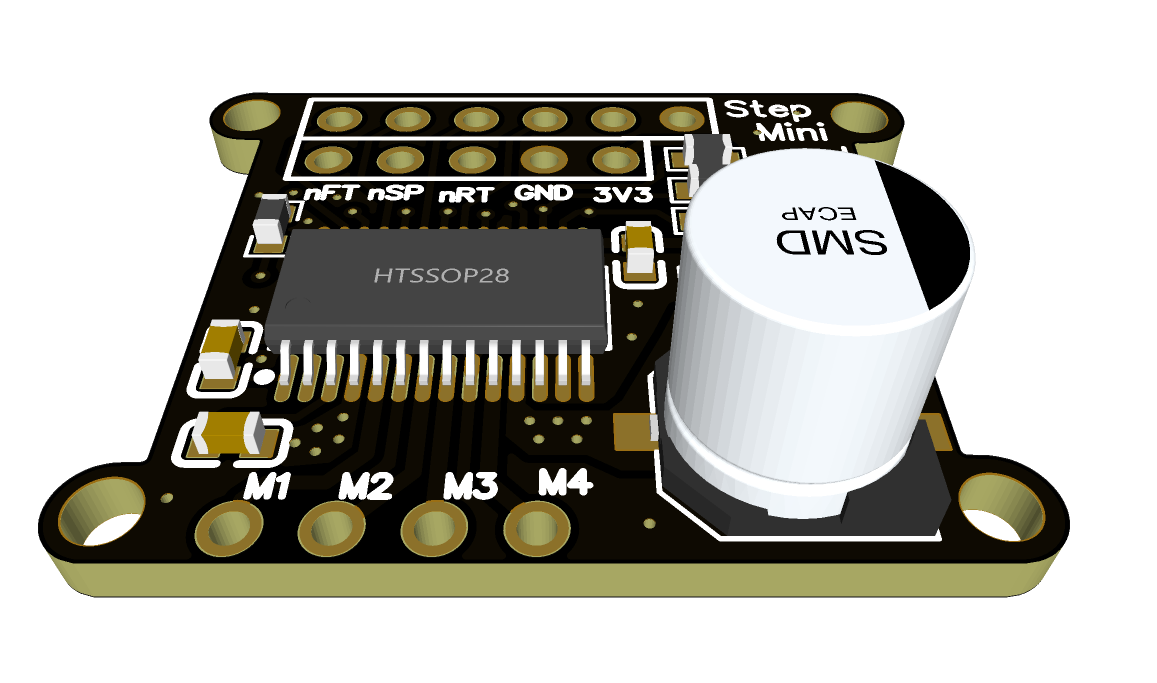 Step
Mini
nFT nSP nRT GND 3V3
ECAP
SMD
HTSSOP28
M1 M2 M3 M4